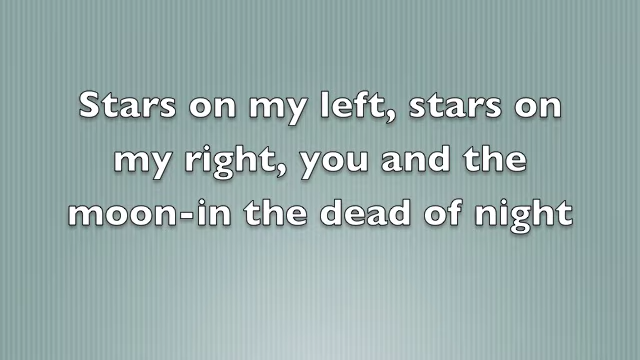 Stars on my left, stars on
my right, you and the
moon-in the dead of night